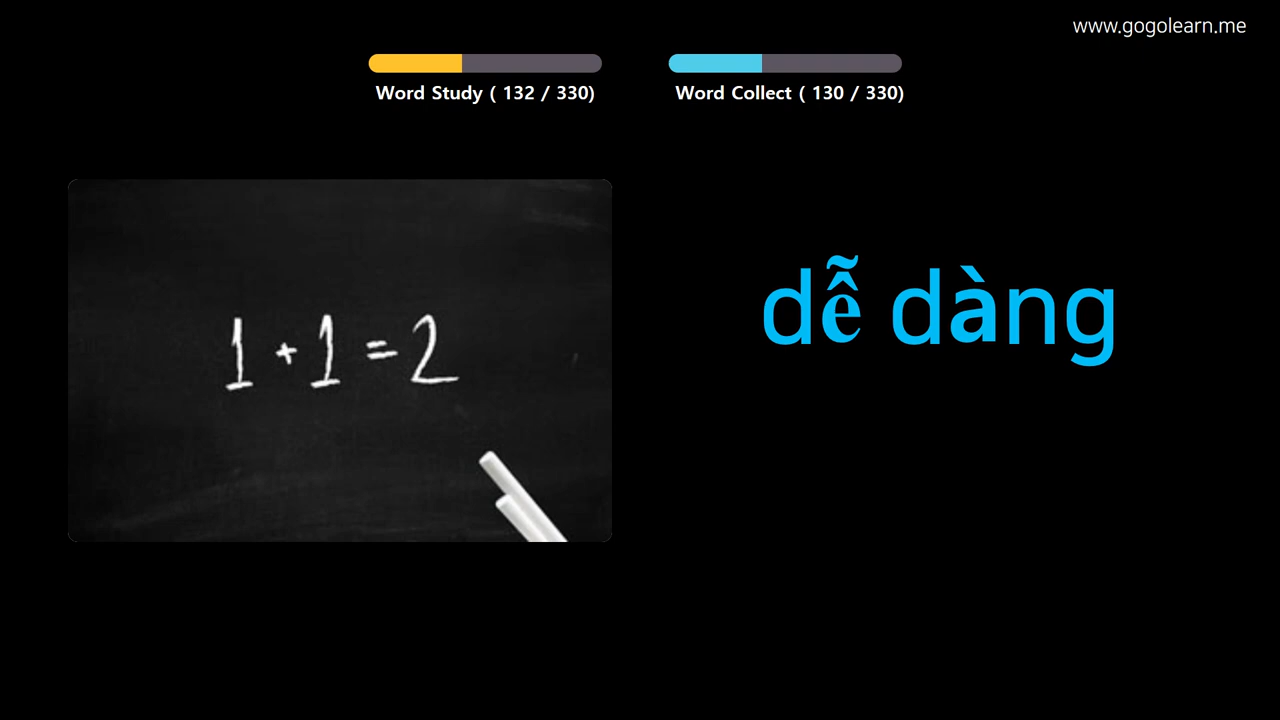 www.gogolearn.me
Word Study ( 132 / 330)
Word Collect ( 130 / 330)
1 + 1 = 2
dễ dàng